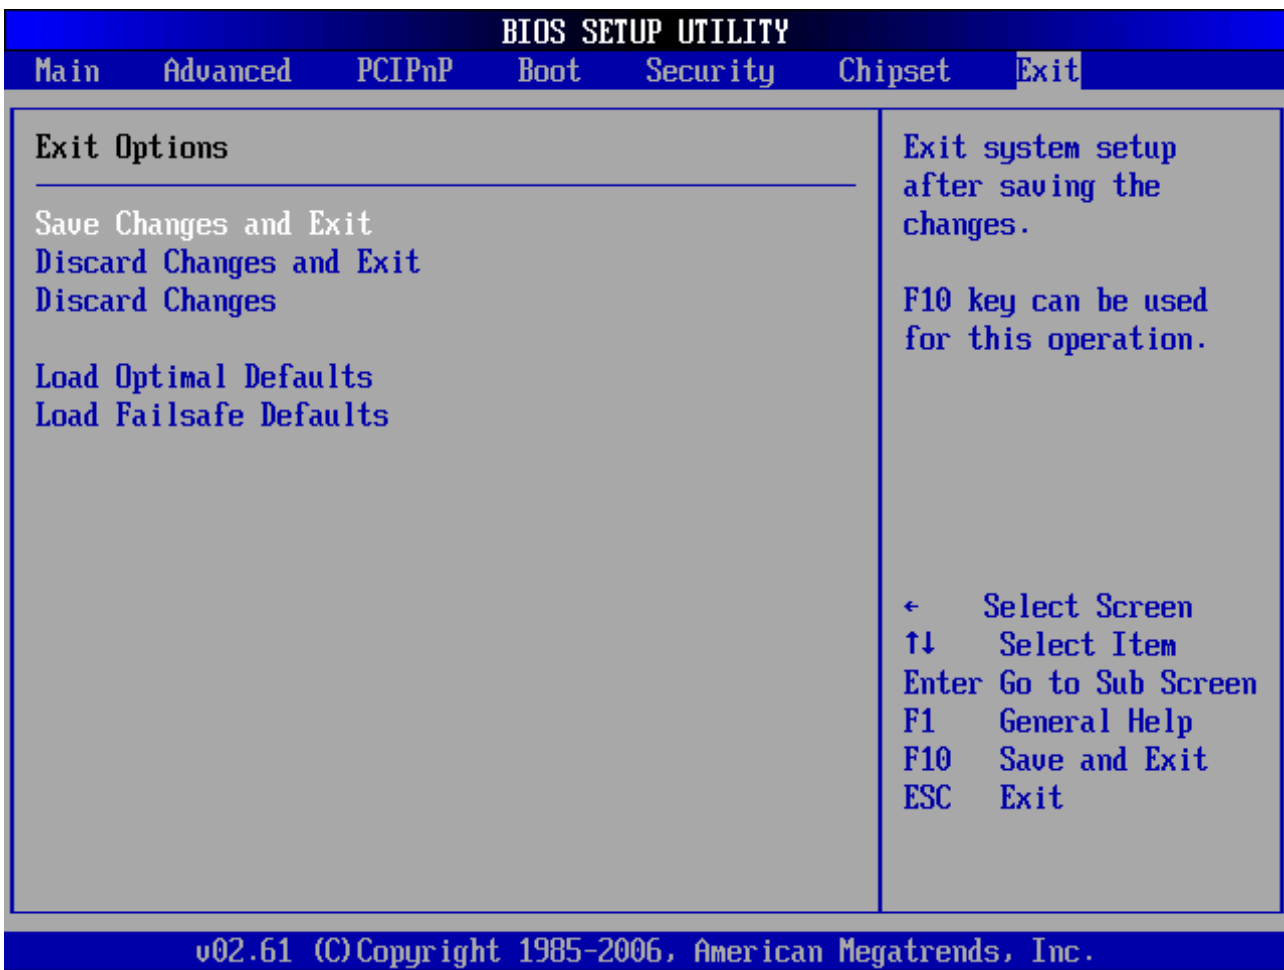 BIOS SETUP UTILITY
Main Advanced PCIPnP Boot Security Chipset Exit
Exit Options
Save Changes and Exit
Discard Changes and Exit
Discard Changes
Load Optimal Defaults
Load Failsafe Defaults
Exit system setup
after saving the
changes.
F10 key can be used
for this operation.
← Select Screen
↑↓ Select Item
Enter Go to Sub Screen
F1 General Help
F10 Save and Exit
ESC Exit
v02.61 (C)Copyright 1985-2006, American Megatrends, Inc.